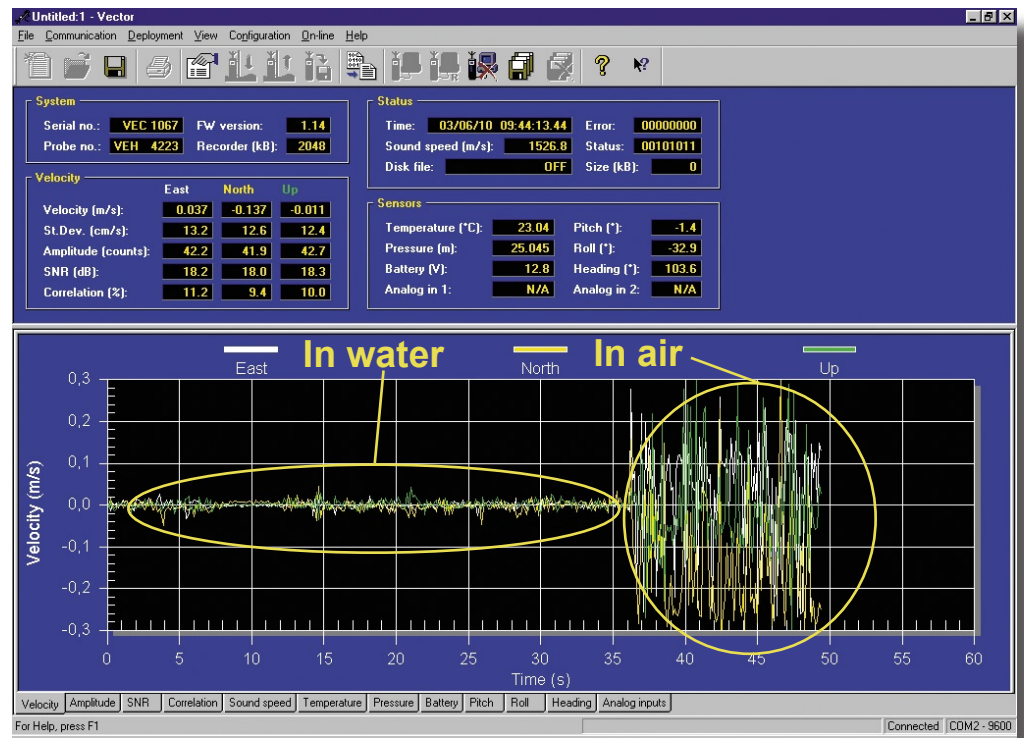 Untitled:1 - Vector
File Communication Deployment View Configuration On-line Help
System
Serial no.: VEC 1067 FW version: 1.14
Probe no.: VEH 4223 Recorder (kB): 2048
Status
Time: 03/06/10 09:44:13.44 Error: 00000000
Sound speed (m/s): 1526.8 Status: 00101011
Disk file: OFF Size (kB): 0
Velocity
East North Up
Velocity (m/s): 0.037 -0.137 -0.011
St.Dev. (cm/s): 13.2 12.6 12.4
Amplitude (counts): 42.2 41.9 42.7
SNR (dB): 18.2 18.0 18.3
Correlation (%): 11.2 9.4 10.0
Sensors
Temperature (°C): 23.04 Pitch (°): -1.4
Pressure (m): 25.045 Roll (°): -32.9
Battery (V): 12.8 Heading (°): 103.6
Analog in 1: N/A Analog in 2: N/A
In water In air
East North Up
0,3
0,2
0,1
0,0
-0,1
-0,2
-0,3
Velocity (m/s)
0 5 10 15 20 25 30 35 40 45 50 55 60
Time (s)
Velocity Amplitude SNR Correlation Sound speed Temperature Pressure Battery Pitch Roll Heading Analog inputs
For Help, press F1 Connected COM2 - 9600